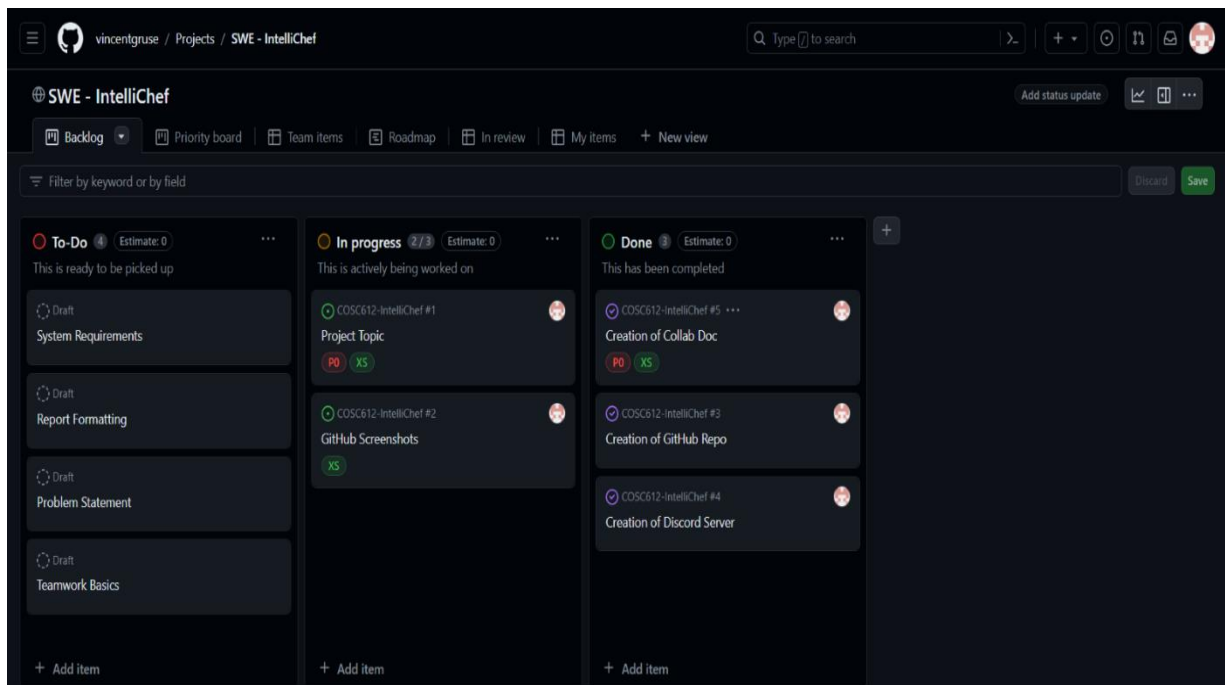 vincentgruse / Projects / SWE - IntelliChef
Type / to search
SWE - IntelliChef
Add status update
Backlog
Priority board
Team items
Roadmap
In review
My items
+ New view
Filter by keyword or by field
Discard
Save
To-Do 4 Estimate: 0
This is ready to be picked up
Draft
System Requirements
Draft
Report Formatting
Draft
Problem Statement
Draft
Teamwork Basics
+ Add item
In progress 2 / 3 Estimate: 0
This is actively being worked on
COSC612-IntelliChef #1
Project Topic
P0 XS
COSC612-IntelliChef #2
GitHub Screenshots
XS
+ Add item
Done 3 Estimate: 0
This has been completed
COSC612-IntelliChef #5
Creation of Collab Doc
P0 XS
COSC612-IntelliChef #3
Creation of GitHub Repo
COSC612-IntelliChef #4
Creation of Discord Server
+ Add item